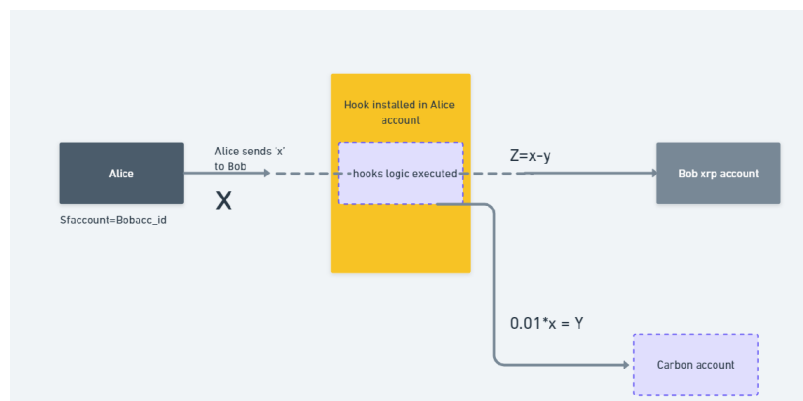 Hook installed in Alice
account
Alice
Alice sends 'x'
to Bob
X
Sfaccount=Bobacc_id
hooks logic executed
Z=x-y
Bob xrp account
0.01*x = Y
Carbon account